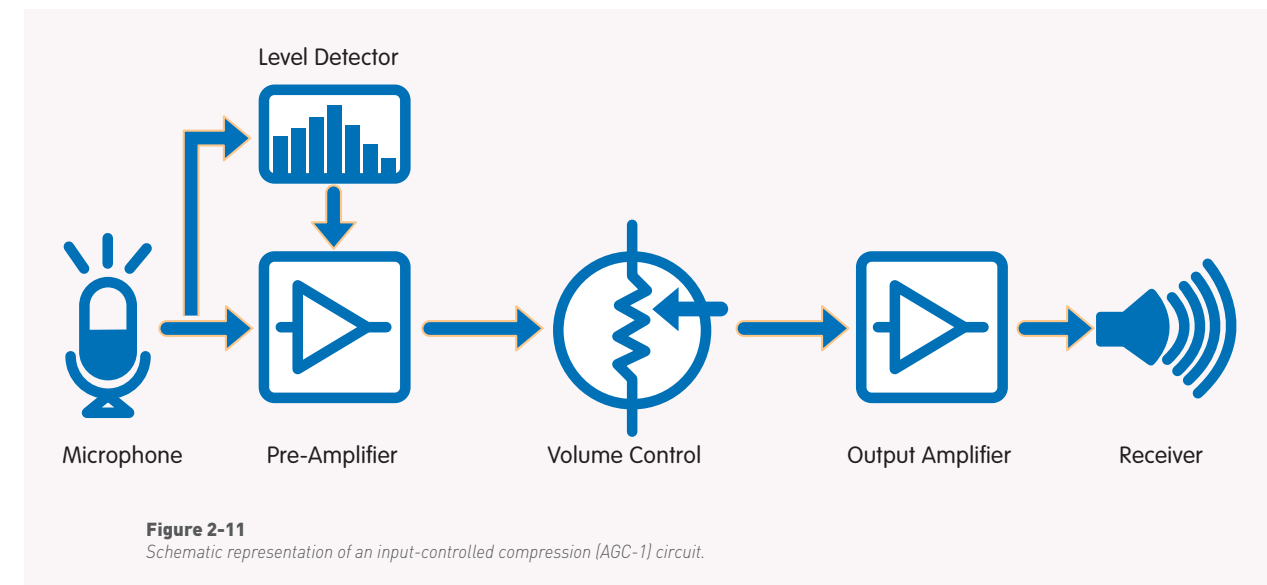 Level Detector
Microphone
Pre-Amplifier
Volume Control
Output Amplifier
Receiver
Figure 2-11
Schematic representation of an input-controlled compression (AGC-1) circuit.